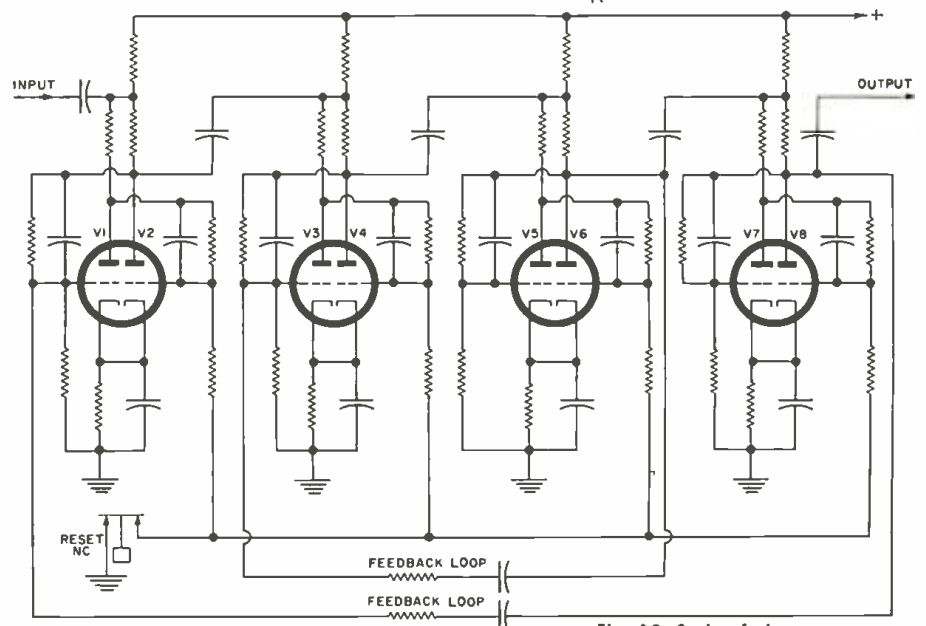 +
INPUT
OUTPUT
V1 V2
V3 V4
V5 V6
V7 V8
RESET
NC
FEEDBACK LOOP
FEEDBACK LOOP